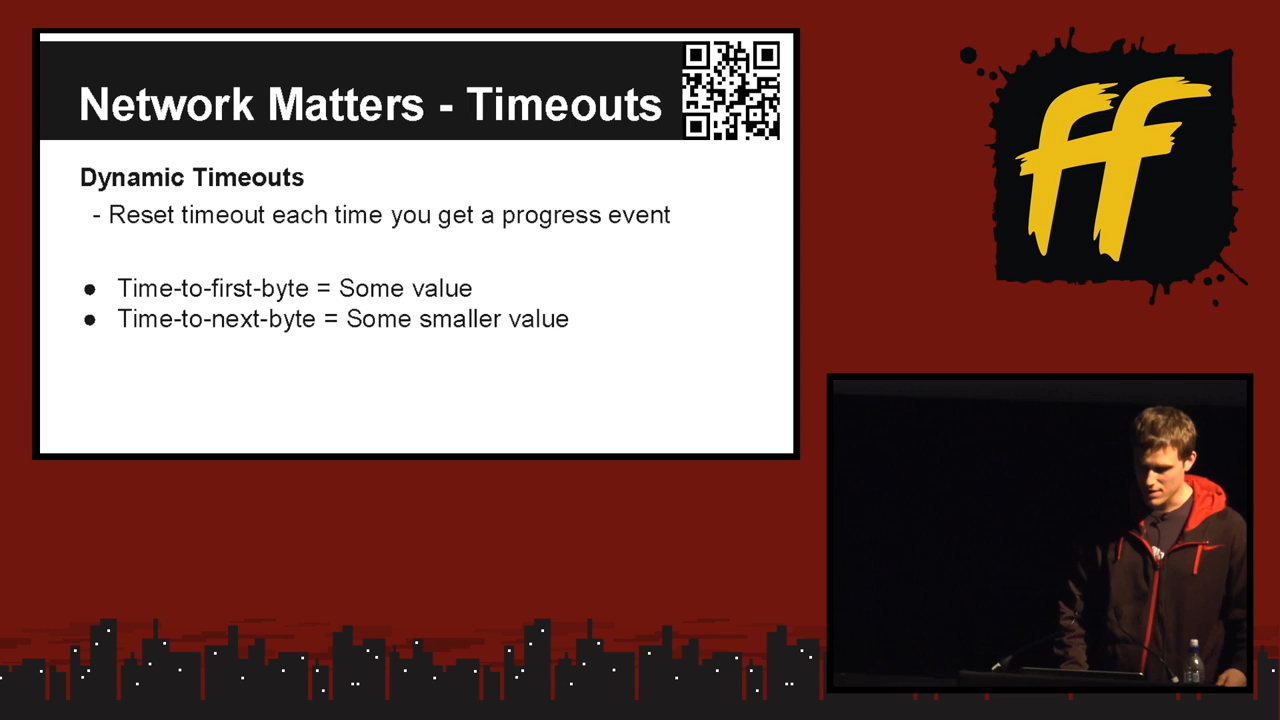 Network Matters - Timeouts
Dynamic Timeouts
- Reset timeout each time you get a progress event
● Time-to-first-byte = Some value
● Time-to-next-byte = Some smaller value
ff